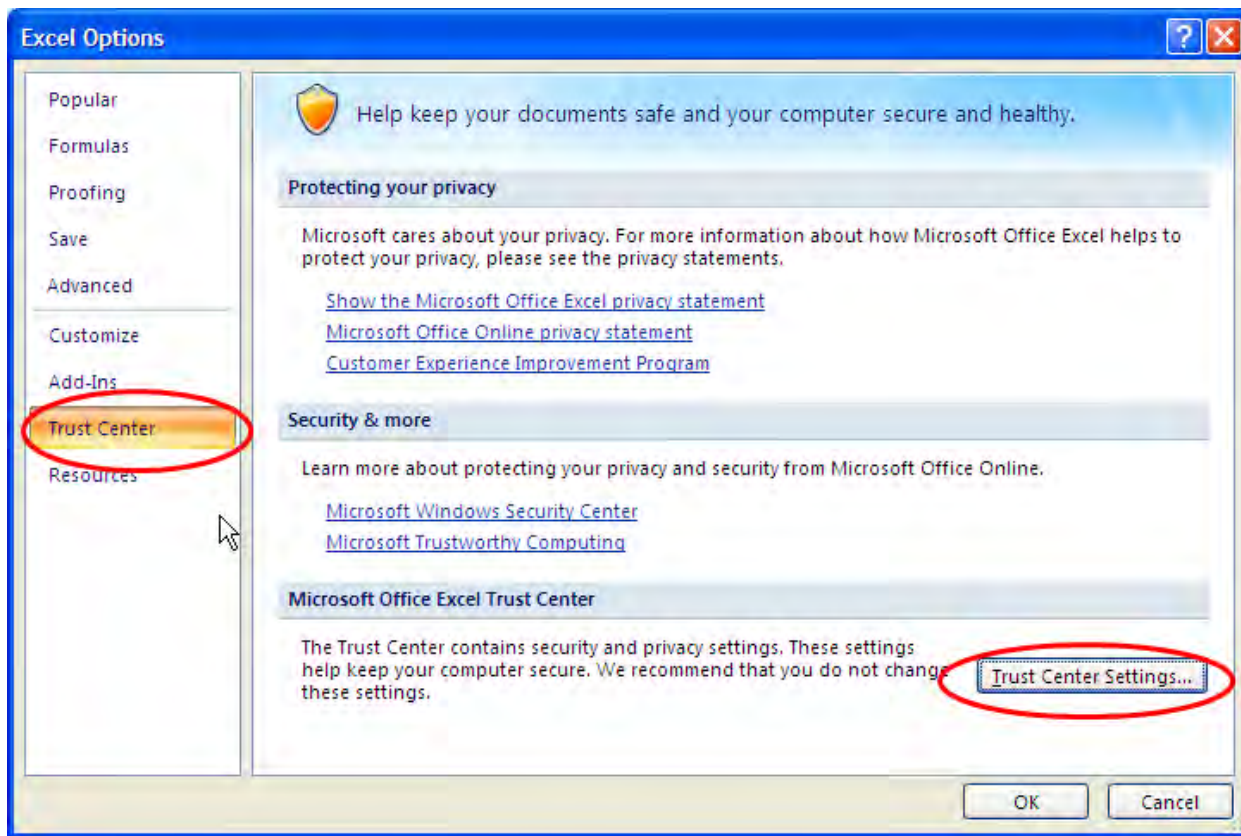 Excel Options
Popular
Formulas
Proofing
Save
Advanced
Customize
Add-Ins
Trust Center
Resources
Help keep your documents safe and your computer secure and healthy.
Protecting your privacy
Microsoft cares about your privacy. For more information about how Microsoft Office Excel helps to
protect your privacy, please see the privacy statements.
Show the Microsoft Office Excel privacy statement
Microsoft Office Online privacy statement
Customer Experience Improvement Program
Security & more
Learn more about protecting your privacy and security from Microsoft Office Online.
Microsoft Windows Security Center
Microsoft Trustworthy Computing
Microsoft Office Excel Trust Center
The Trust Center contains security and privacy settings. These settings
help keep your computer secure. We recommend that you do not change
these settings.
Trust Center Settings...
OK
Cancel